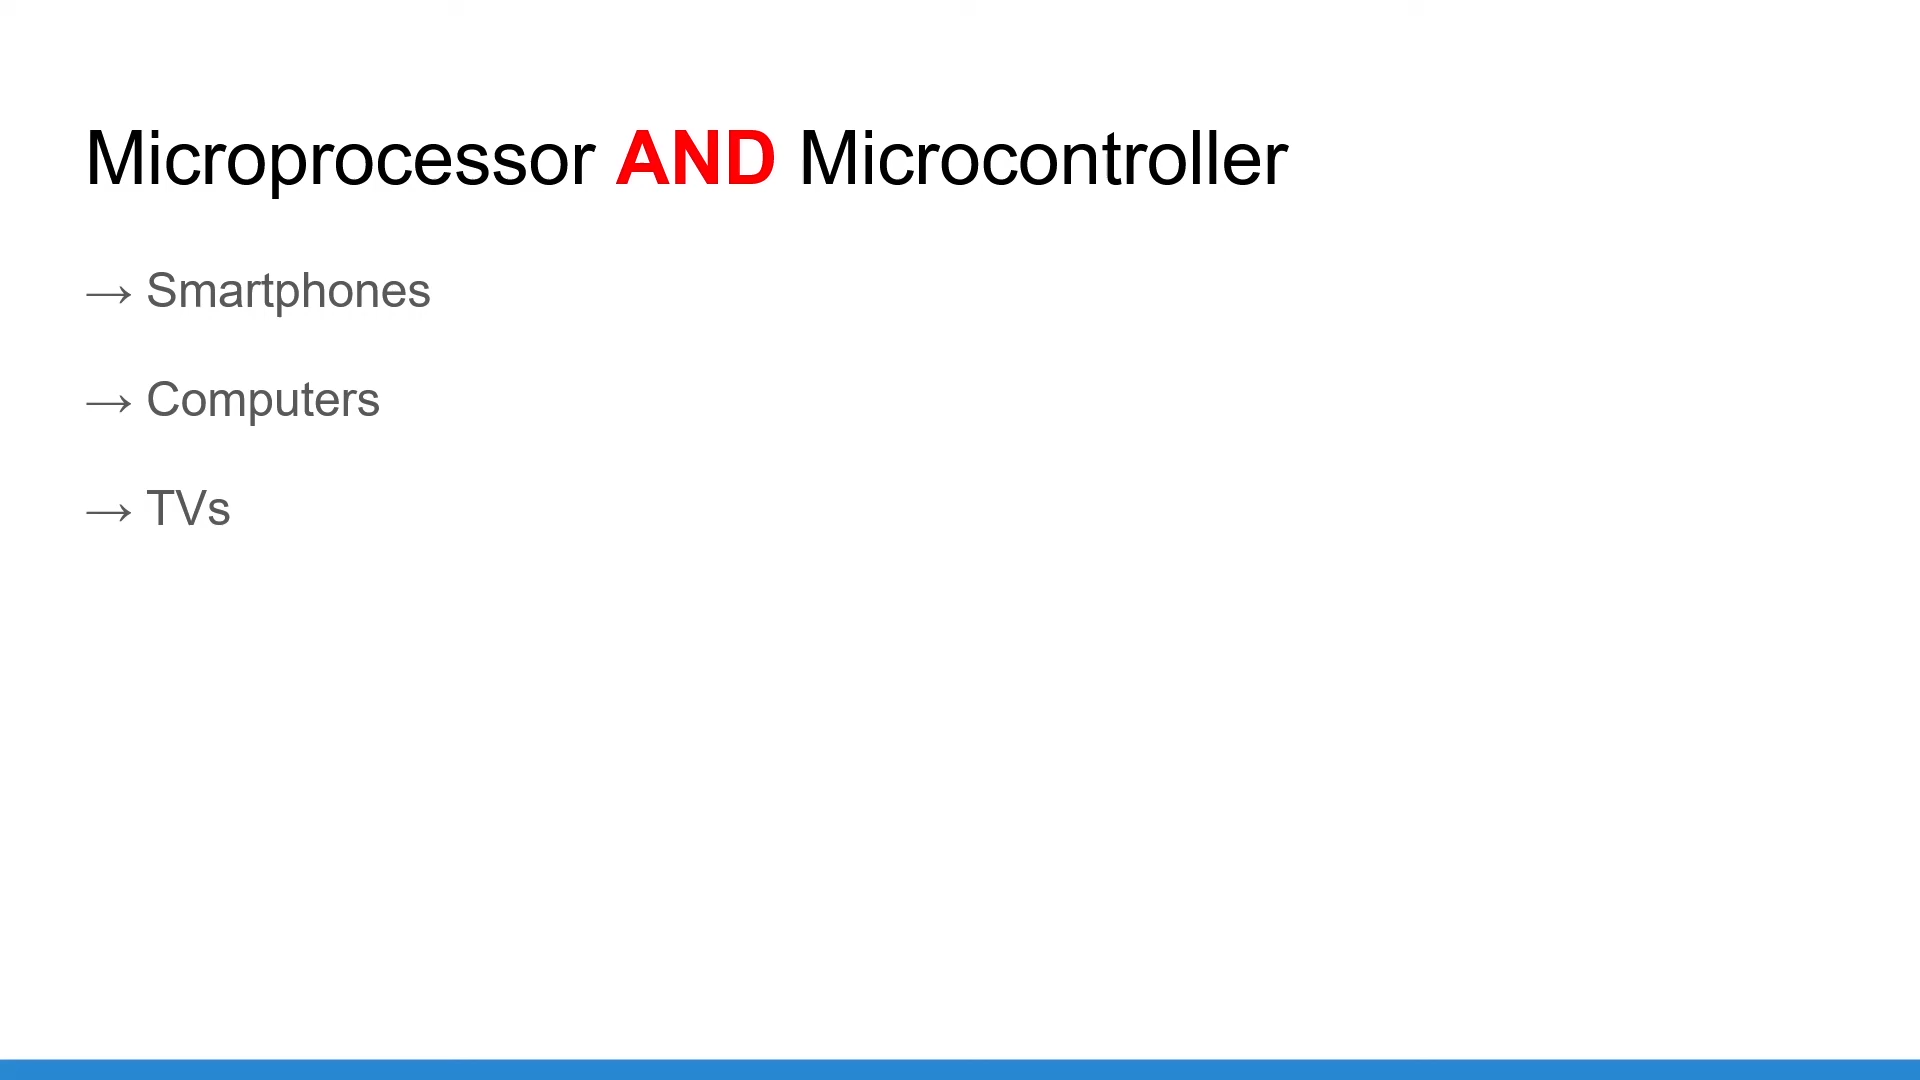 Microprocessor AND Microcontroller
→ Smartphones
→ Computers
→ TVs